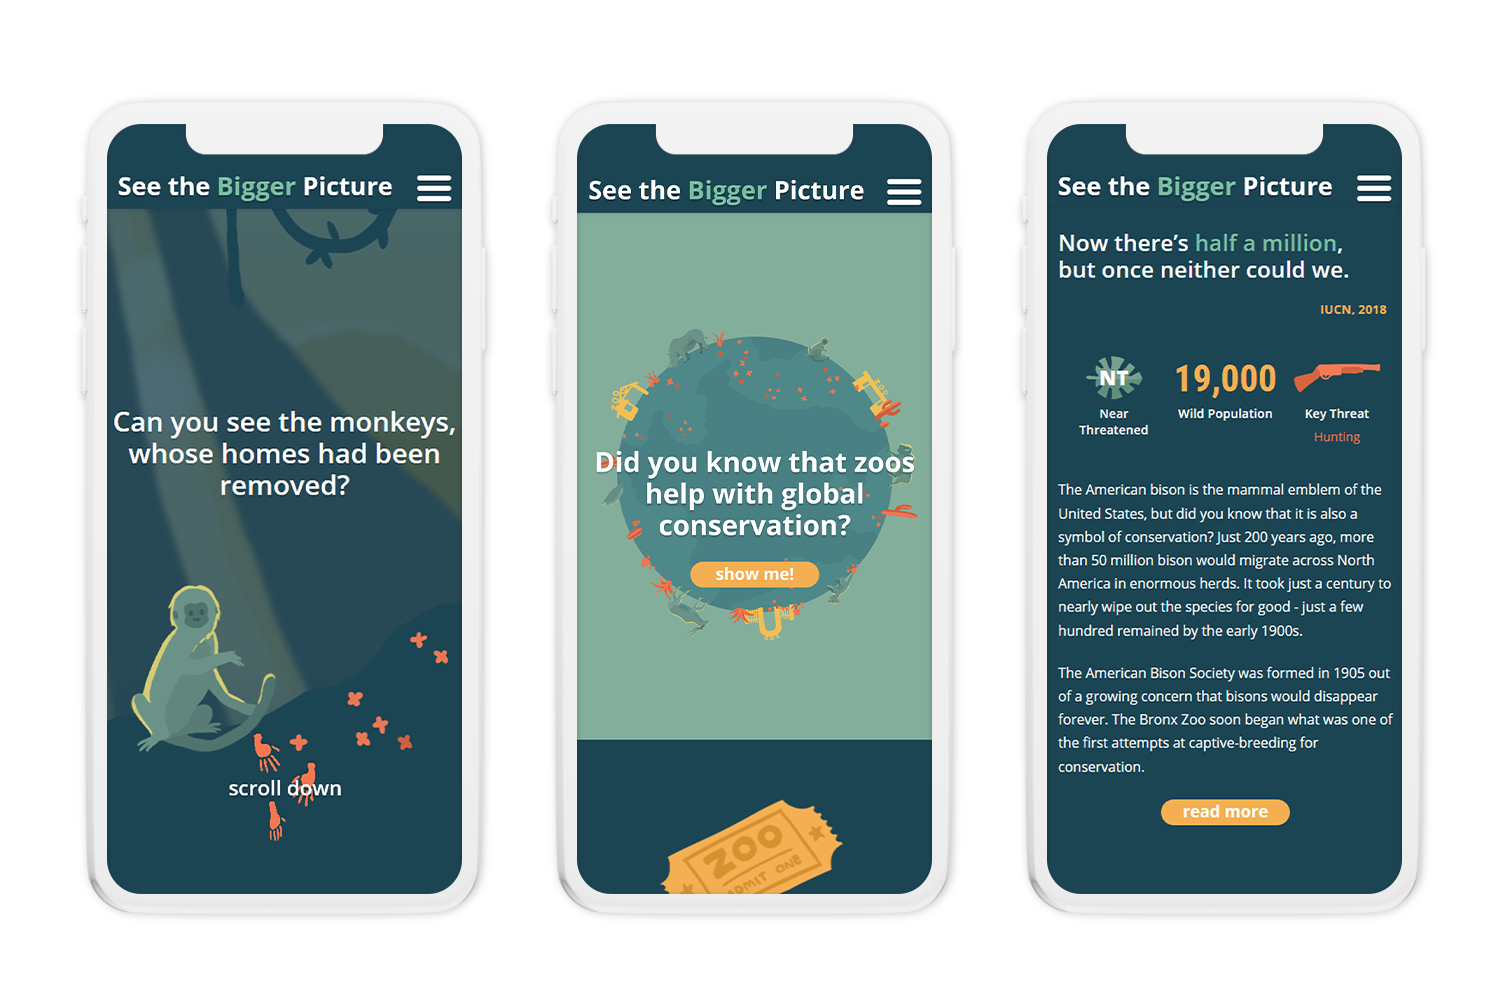 See the Bigger Picture
Can you see the monkeys,
whose homes had been
removed?
scroll down
See the Bigger Picture
ZOO
ZOO
Did you know that zoos
help with global
conservation?
show me!
ZOO
ADMIT ONE
See the Bigger Picture
Now there's half a million,
but once neither could we.
IUCN, 2018
NT
Near
Threatened
19,000
Wild Population
Key Threat
Hunting
The American bison is the mammal emblem of the
United States, but did you know that it is also a
symbol of conservation? Just 200 years ago, more
than 50 million bison would migrate across North
America in enormous herds. It took just a century to
nearly wipe out the species for good - just a few
hundred remained by the early 1900s.
The American Bison Society was formed in 1905 out
of a growing concern that bisons would disappear
forever. The Bronx Zoo soon began what was one of
the first attempts at captive-breeding for
conservation.
read more